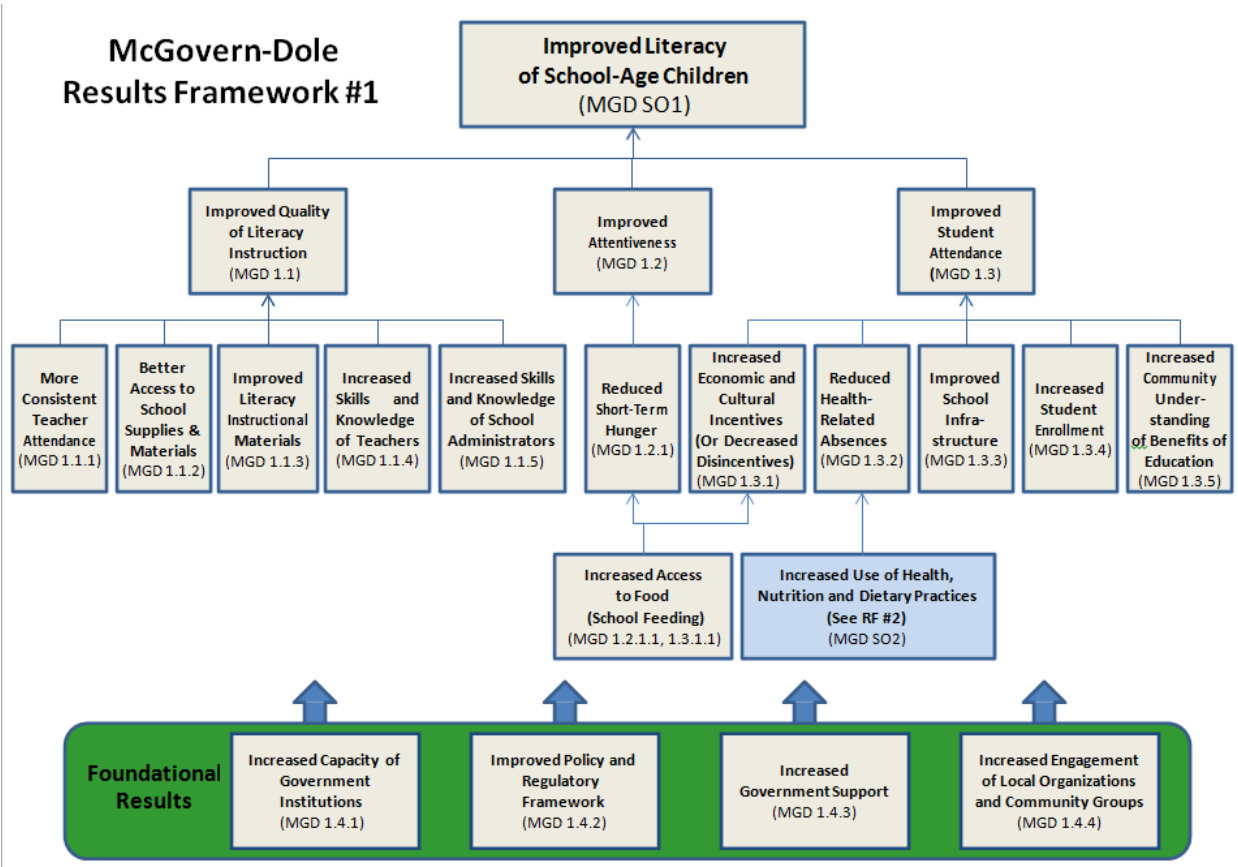 McGovern-Dole
Results Framework #1
Improved Literacy
of School-Age Children
(MGD SO1)
Improved Quality
of Literacy
Instruction
(MGD 1.1)
Improved
Attentiveness
(MGD 1.2)
Improved
Student
Attendance
(MGD 1.3)
More
Consistent
Teacher
Attendance
(MGD 1.1.1)
Better
Access to
School
Supplies &
Materials
(MGD 1.1.2)
Improved
Literacy
Instructional
Materials
(MGD 1.1.3)
Increased
Skills and
Knowledge
of Teachers
(MGD 1.1.4)
Increased Skills
and Knowledge
of School
Administrators
(MGD 1.1.5)
Reduced
Short-Term
Hunger
(MGD 1.2.1)
Increased
Economic and
Cultural
Incentives
(Or Decreased
Disincentives)
(MGD 1.3.1)
Reduced
Health-
Related
Absences
(MGD 1.3.2)
Improved
School
Infra-
structure
(MGD 1.3.3)
Increased
Student
Enrollment
(MGD 1.3.4)
Increased
Community
Under-
standing
of Benefits of
Education
(MGD 1.3.5)
Increased Access
to Food
(School Feeding)
(MGD 1.2.1.1, 1.3.1.1)
Increased Use of Health,
Nutrition and Dietary Practices
(See RF #2)
(MGD SO2)
Foundational
Results
Increased Capacity of
Government
Institutions
(MGD 1.4.1)
Improved Policy and
Regulatory
Framework
(MGD 1.4.2)
Increased
Government Support
(MGD 1.4.3)
Increased Engagement
of Local Organizations
and Community Groups
(MGD 1.4.4)